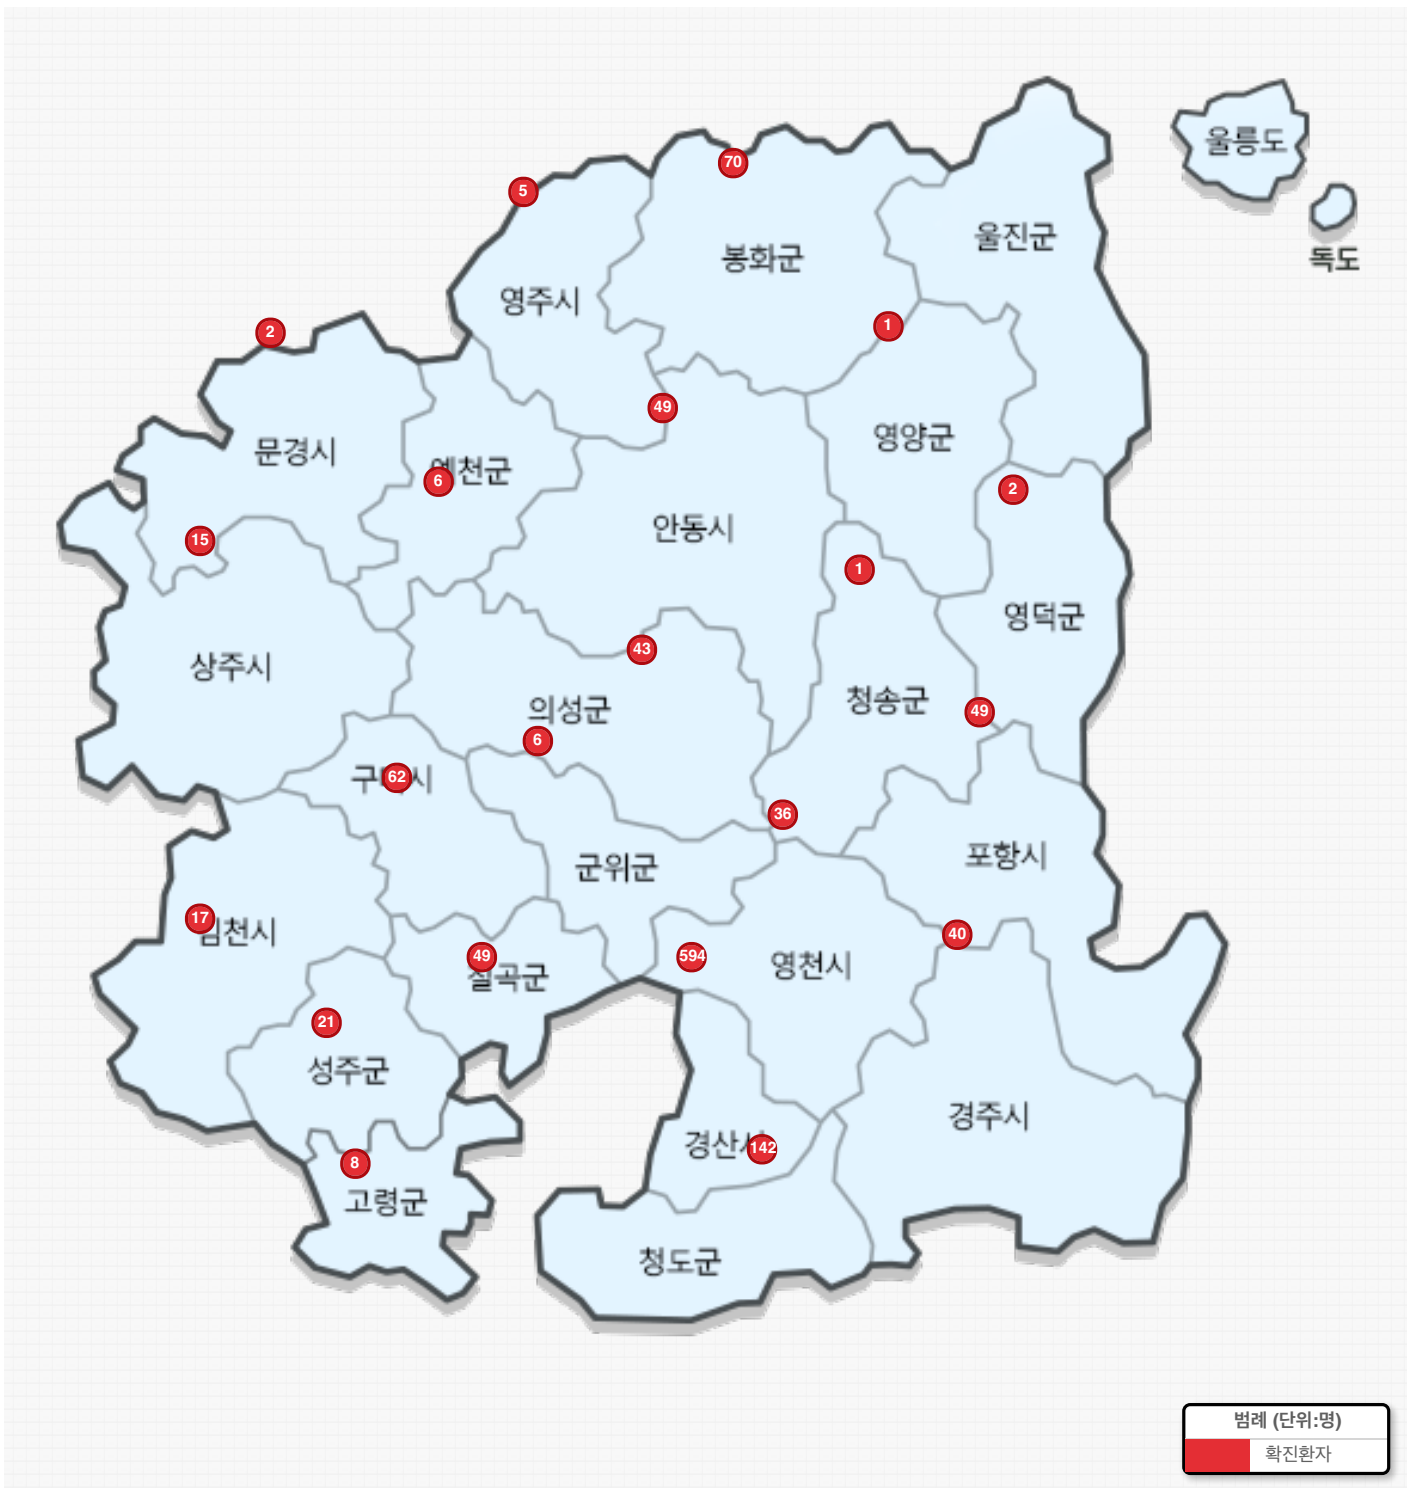 울릉도
70
5
독도
울진군
봉화군
영주시
1
2
49
영양군
문경시
예천군
6
2
안동시
15
1
영덕군
43
상주시
청송군
의성군
49
6
62
36
포항시
군위군
17
김천시
40
594
영천시
49
칠곡군
21
성주군
경주시
경산시
142
8
고령군
청도군
범례 (단위:명)
확진환자